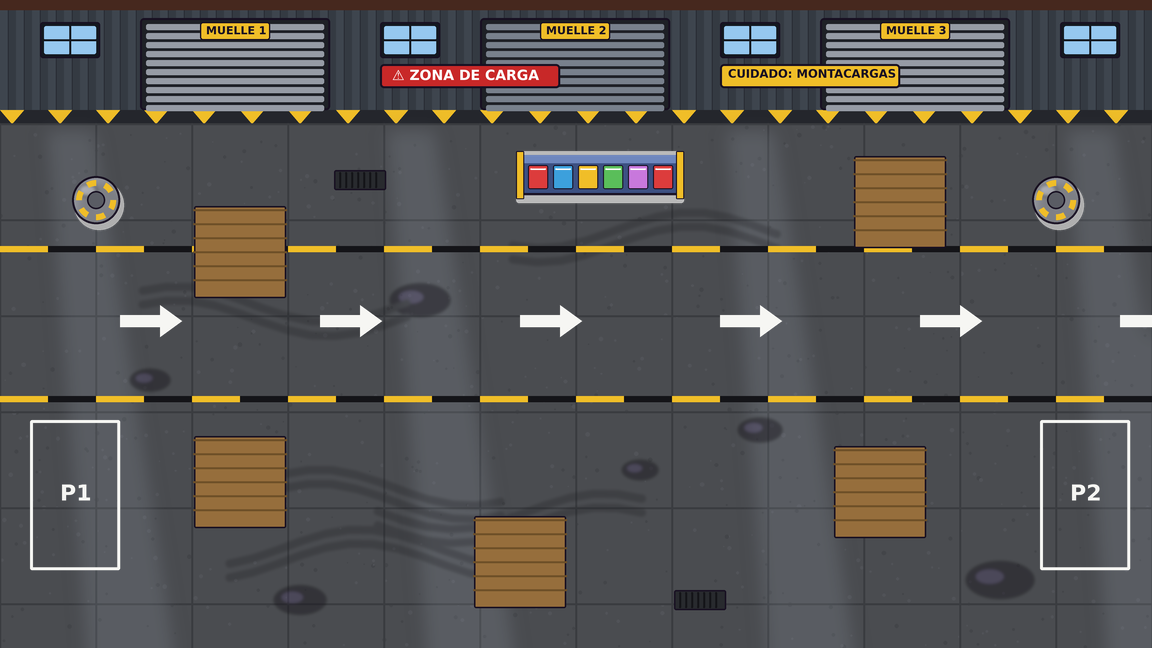 MUELLE 1
MUELLE 2
MUELLE 3
⚠ ZONA DE CARGA
CUIDADO: MONTACARGAS
P1
P2